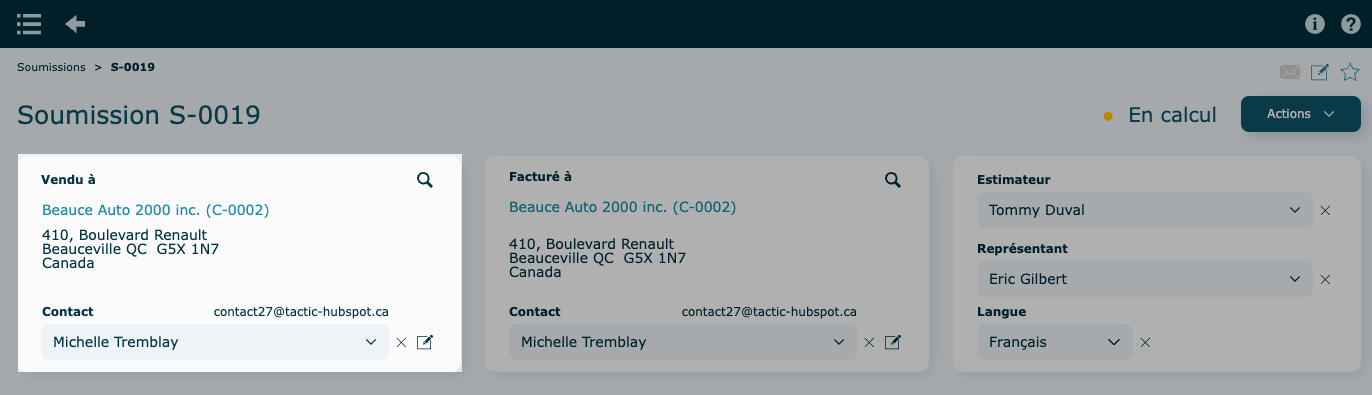 Soumissions > S-0019
Soumission S-0019
En calcul
Actions
Vendu à
Beauce Auto 2000 inc. (C-0002)
410, Boulevard Renault
Beauceville QC  G5X 1N7
Canada
Contact contact27@tactic-hubspot.ca
Michelle Tremblay
Facturé à
Beauce Auto 2000 inc. (C-0002)
410, Boulevard Renault
Beauceville QC  G5X 1N7
Canada
Contact contact27@tactic-hubspot.ca
Michelle Tremblay
Estimateur
Tommy Duval
Représentant
Eric Gilbert
Langue
Français